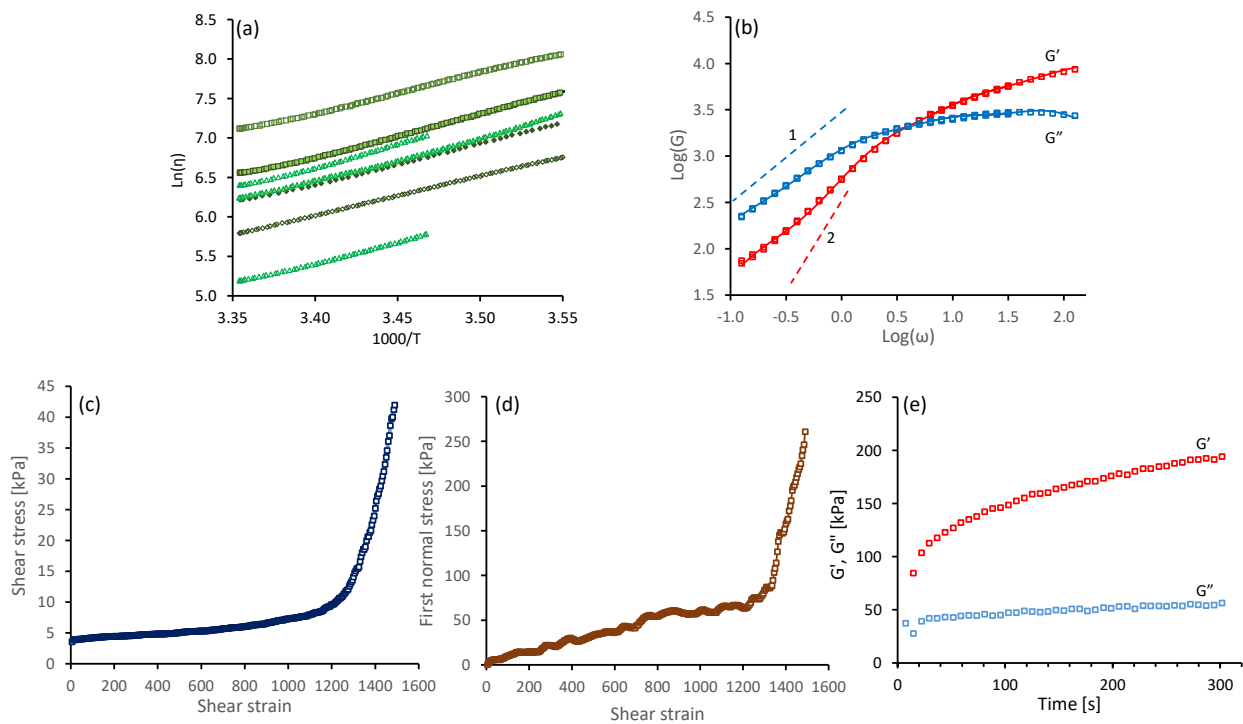 (a)
8.5
8.0
7.5
7.0
6.5
6.0
5.5
5.0
Ln(η)
3.35 3.40 3.45 3.50 3.55
1000/T
(b)
4.5
4.0
3.5
3.0
2.5
2.0
1.5
Log(G)
G’
G”
1
2
-1.0 -0.5 0.0 0.5 1.0 1.5 2.0
Log(ω)
(c)
45
40
35
30
25
20
15
10
5
0
Shear stress [kPa]
0 200 400 600 800 1000 1200 1400 1600
Shear strain
(d)
300
250
200
150
100
50
0
First normal stress [kPa]
0 200 400 600 800 1000 1200 1400 1600
Shear strain
(e)
250
200
150
100
50
0
G', G" [kPa]
G’
G”
0 100 200 300
Time [s]